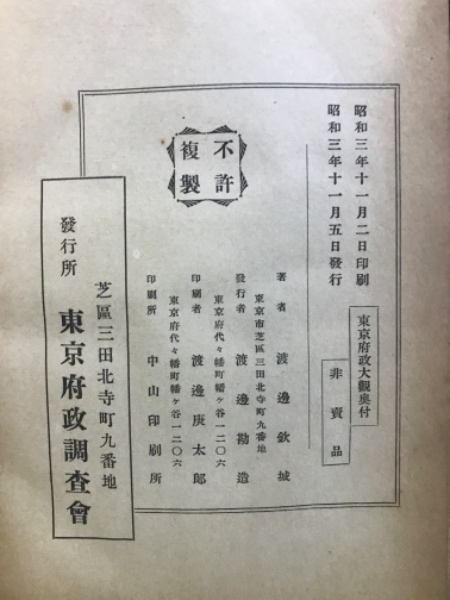 昭和三年十一月二日印刷
昭和三年十一月五日發行
東京府政大觀奥付
非賣品
不許
複製
著者 渡邊欽城
東京市芝區三田北寺町九番地
發行者 渡邊勘造
東京府代々幡町幡ヶ谷一二〇六
印刷者 渡邊庚太郎
東京府代々幡町幡ヶ谷一二〇六
印刷所 中山印刷所
芝區三田北寺町九番地
發行所 東京府政調査會